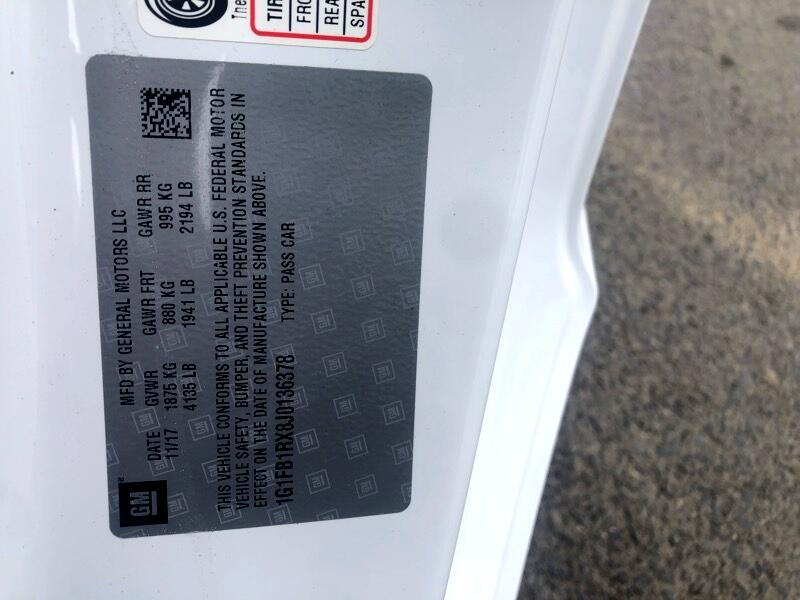 The
TIR
FRO
REA
SPA
MFD BY GENERAL MOTORS LLC
DATE GVWR GAWR FRT GAWR RR
11/17 1875 KG 880 KG 995 KG
4135 LB 1941 LB 2194 LB
GM
THIS VEHICLE CONFORMS TO ALL APPLICABLE U.S. FEDERAL MOTOR
VEHICLE SAFETY, BUMPER, AND THEFT PREVENTION STANDARDS IN
EFFECT ON THE DATE OF MANUFACTURE SHOWN ABOVE.
1G1FB1RX8J0136378 TYPE: PASS CAR